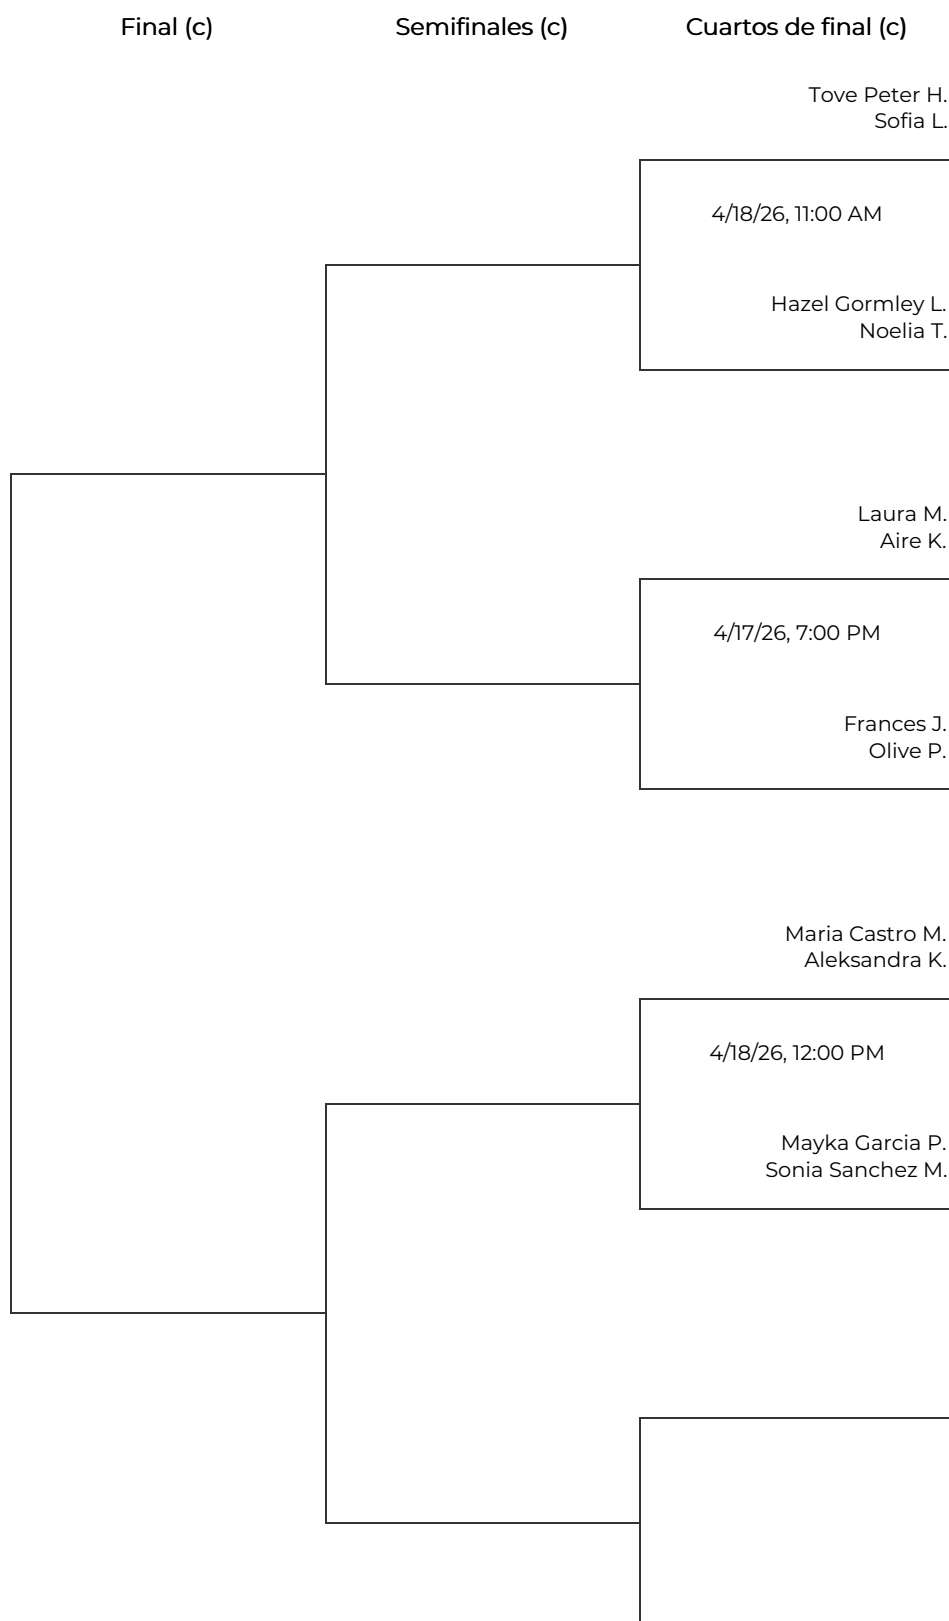 Final (c)
Semifinales (c)
Cuartos de final (c)
Tove Peter H.
Sofia L.
4/18/26, 11:00 AM
Hazel Gormley L.
Noelia T.
Laura M.
Aire K.
4/17/26, 7:00 PM
Frances J.
Olive P.
Maria Castro M.
Aleksandra K.
4/18/26, 12:00 PM
Mayka Garcia P.
Sonia Sanchez M.